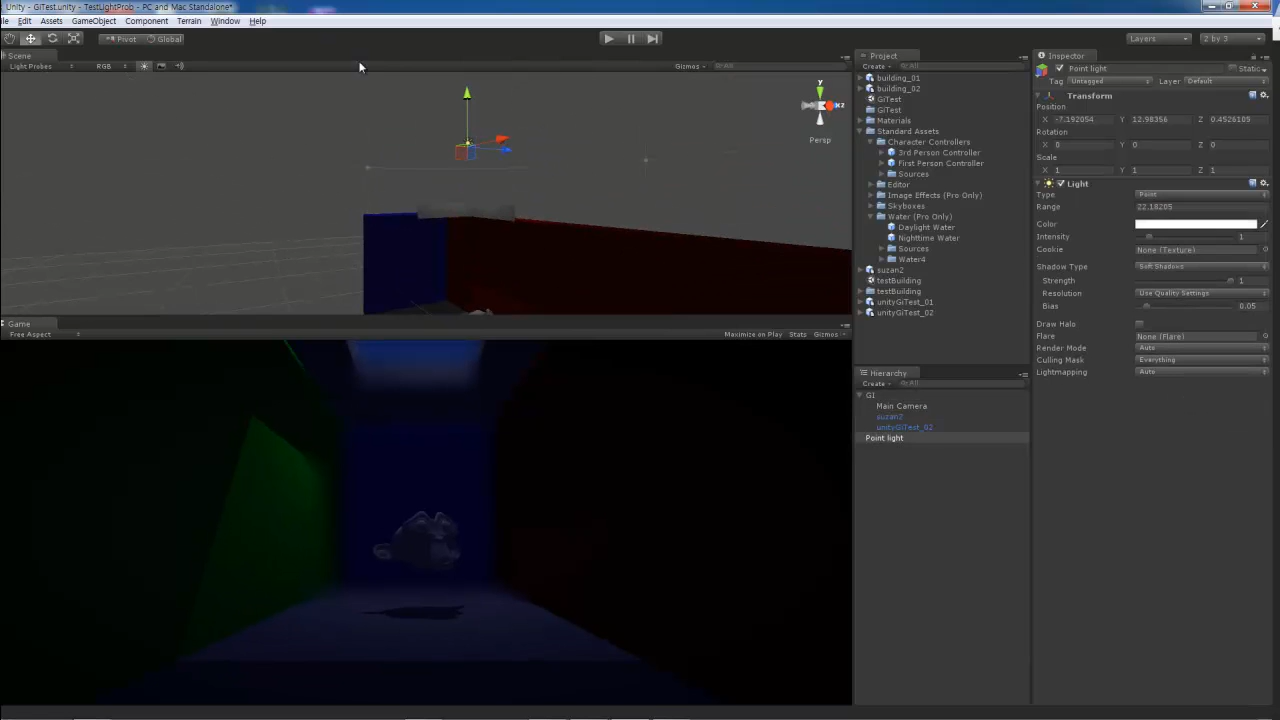 Unity - GiTest.unity - TestLightProb - PC and Mac Standalone*
Edit Assets GameObject Component Terrain Window Help
Pivot Global
Layers 2 by 3
Scene
Light Probes RGB Gizmos All
Persp
Game
Free Aspect Maximize on Play Stats Gizmos
Project
Create All
building_01
building_02
GiTest
GiTest
Materials
Standard Assets
Character Controllers
3rd Person Controller
First Person Controller
Sources
Editor
Image Effects (Pro Only)
Skyboxes
Water (Pro Only)
Daylight Water
Nighttime Water
Sources
Water4
suzan2
testBuilding
testBuilding
unityGiTest_01
unityGiTest_02
Hierarchy
Create All
GI
Main Camera
suzan2
unityGiTest_02
Point light
Inspector
Point light Static
Tag Untagged Layer Default
Transform
Position
X -7.192054 Y 12.98356 Z 0.4526109
Rotation
X 0 Y 0 Z 0
Scale
X 1 Y 1 Z 1
Light
Type Point
Range 22.18205
Color
Intensity 1
Cookie None (Texture)
Shadow Type Soft Shadows
Strength 1
Resolution Use Quality Settings
Bias 0.05
Draw Halo
Flare None (Flare)
Render Mode Auto
Culling Mask Everything
Lightmapping Auto